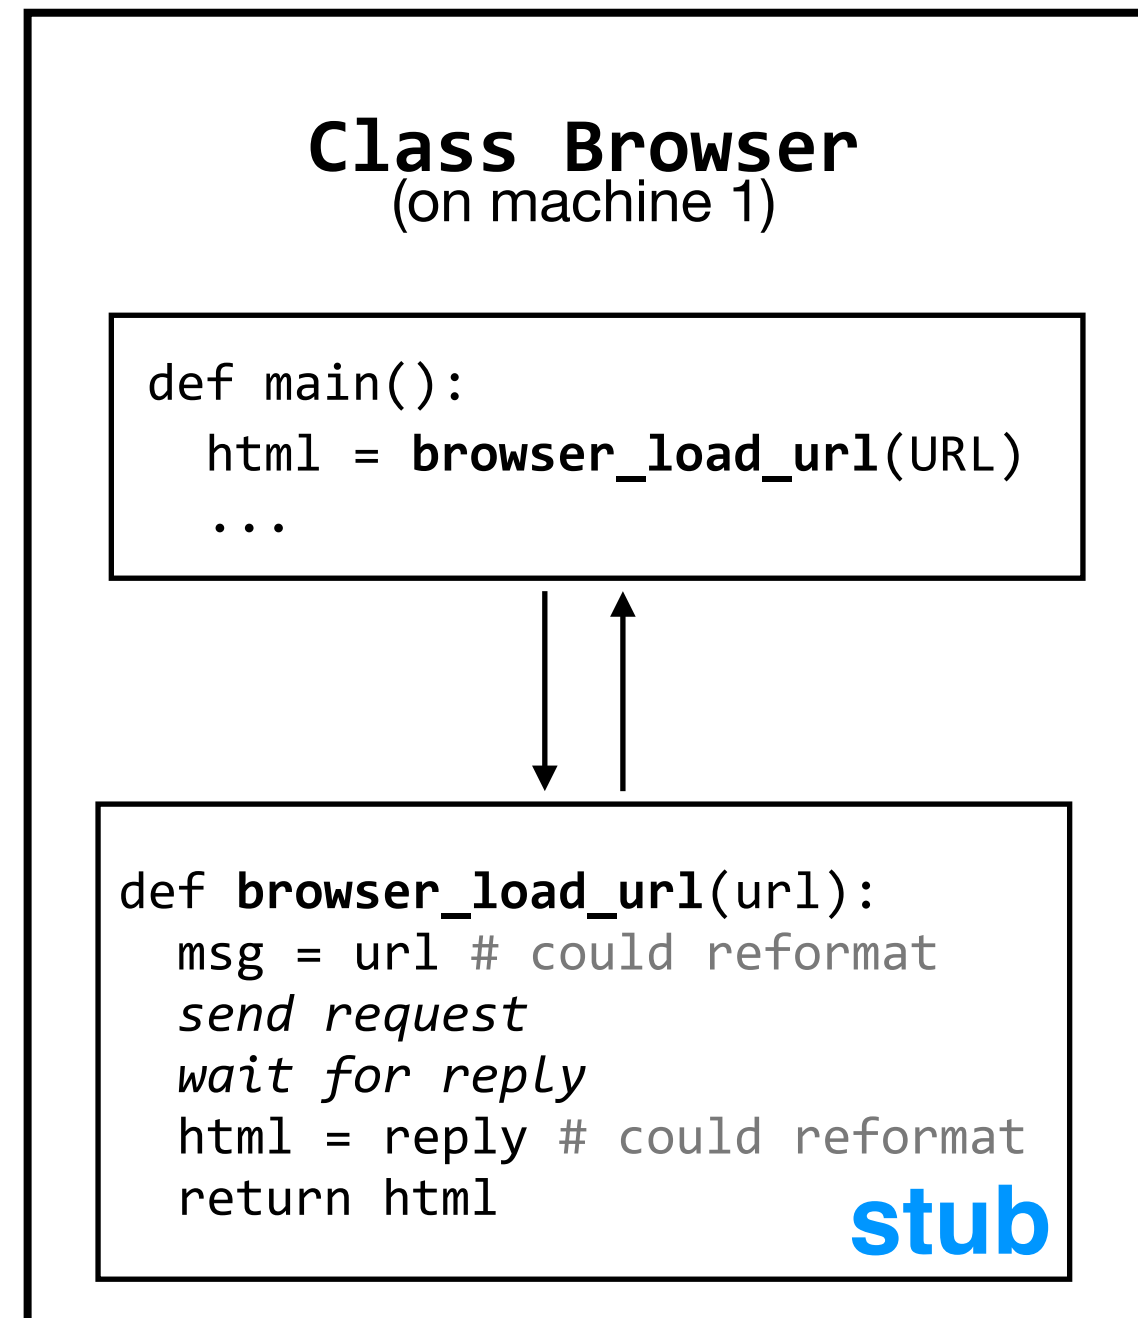 Class Browser
(on machine 1)
def main():
  html = browser_load_url(URL)
  ...
def browser_load_url(url):
  msg = url # could reformat
  send request
  wait for reply
  html = reply # could reformat
  return html
stub